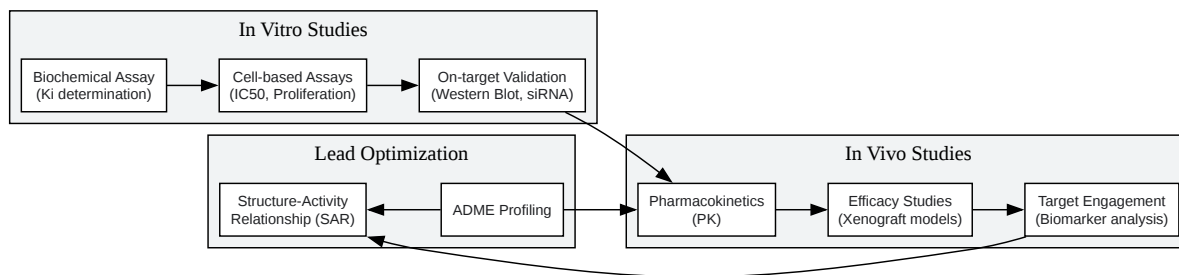 In Vitro Studies
Biochemical Assay
(Ki determination)
Cell-based Assays
(IC50, Proliferation)
On-target Validation
(Western Blot, siRNA)
Lead Optimization
Structure-Activity
Relationship (SAR)
ADME Profiling
In Vivo Studies
Pharmacokinetics
(PK)
Efficacy Studies
(Xenograft models)
Target Engagement
(Biomarker analysis)